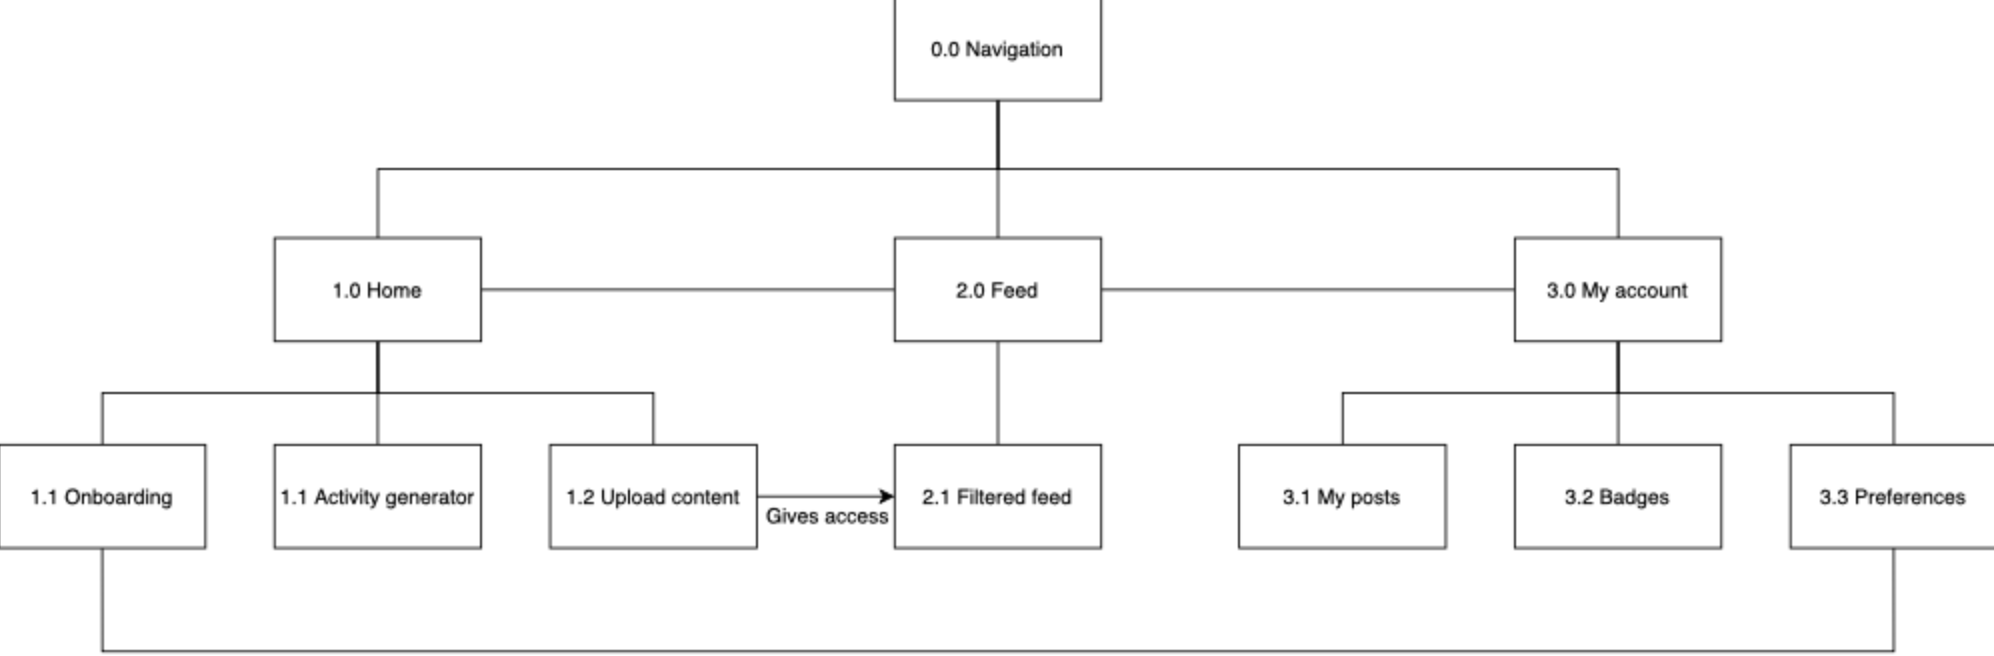 0.0 Navigation
1.0 Home
2.0 Feed
3.0 My account
1.1 Onboarding
1.1 Activity generator
1.2 Upload content
Gives access
2.1 Filtered feed
3.1 My posts
3.2 Badges
3.3 Preferences